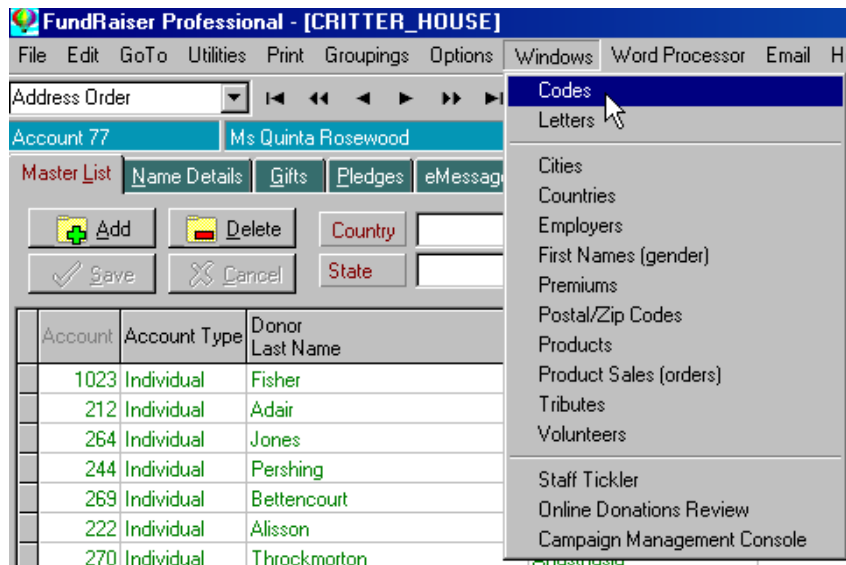 FundRaiser Professional - [CRITTER_HOUSE]
File Edit GoTo Utilities Print Groupings Options Windows Word Processor Email H
Address Order
Codes
Letters
Cities
Countries
Employers
First Names (gender)
Premiums
Postal/Zip Codes
Products
Product Sales (orders)
Tributes
Volunteers
Staff Tickler
Online Donations Review
Campaign Management Console
Account 77 Ms Quinta Rosewood
Master List Name Details Gifts Pledges eMessag
Add Delete Country
Save Cancel State
Account Account Type Donor
Last Name
1023 Individual Fisher
212 Individual Adair
264 Individual Jones
244 Individual Pershing
269 Individual Bettencourt
222 Individual Alisson
270 Individual Throckmorton